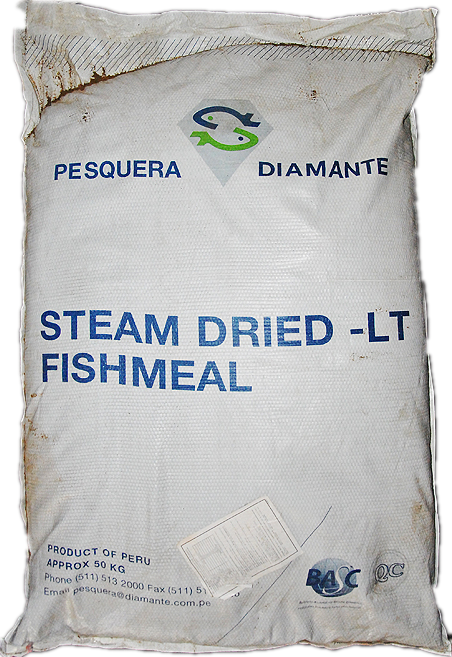 PESQUERA DIAMANTE
STEAM DRIED -LT
FISHMEAL
PRODUCT OF PERU
APPROX 50 KG
Phone (511) 513 2000 Fax (511) 51
Email pesquera@diamante.com.pe
BASC
QC